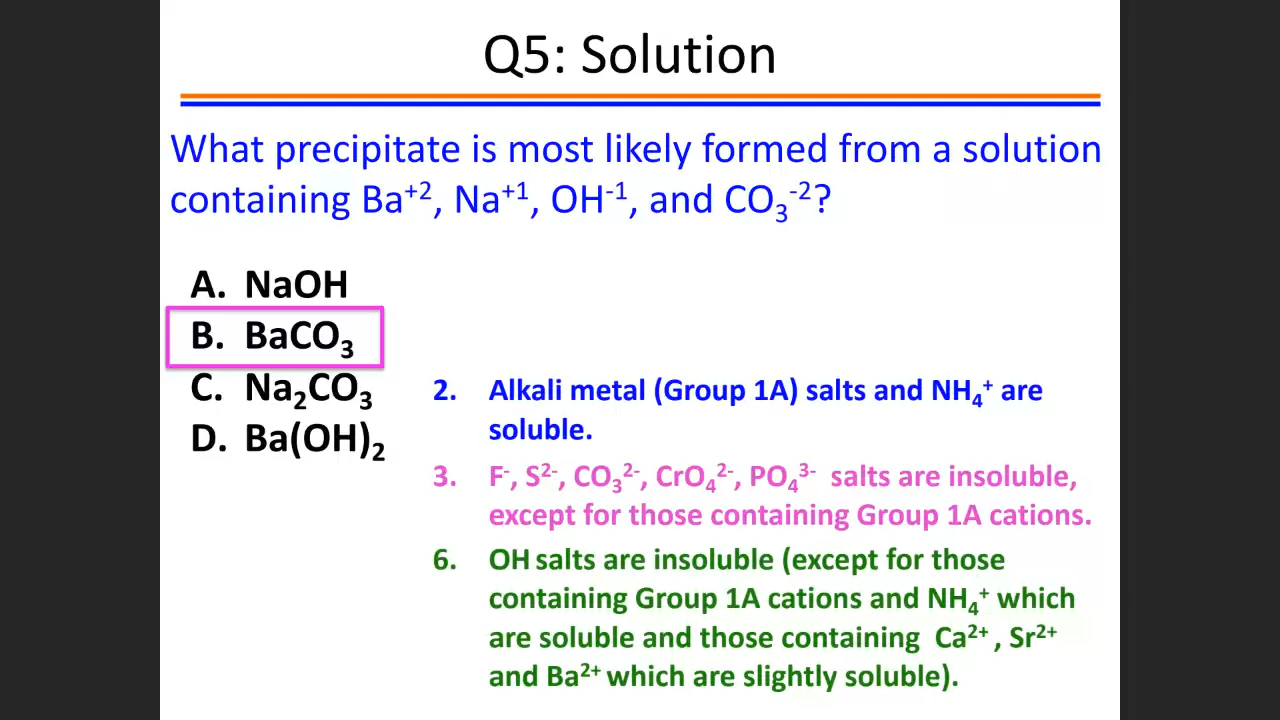 Q5: Solution
What precipitate is most likely formed from a solution
containing Ba⁺², Na⁺¹, OH⁻¹, and CO₃⁻²?
A. NaOH
B. BaCO₃
C. Na₂CO₃
D. Ba(OH)₂
2. Alkali metal (Group 1A) salts and NH₄⁺ are
soluble.
3. F⁻, S²⁻, CO₃²⁻, CrO₄²⁻, PO₄³⁻ salts are insoluble,
except for those containing Group 1A cations.
6. OH salts are insoluble (except for those
containing Group 1A cations and NH₄⁺ which
are soluble and those containing Ca²⁺ , Sr²⁺
and Ba²⁺ which are slightly soluble).